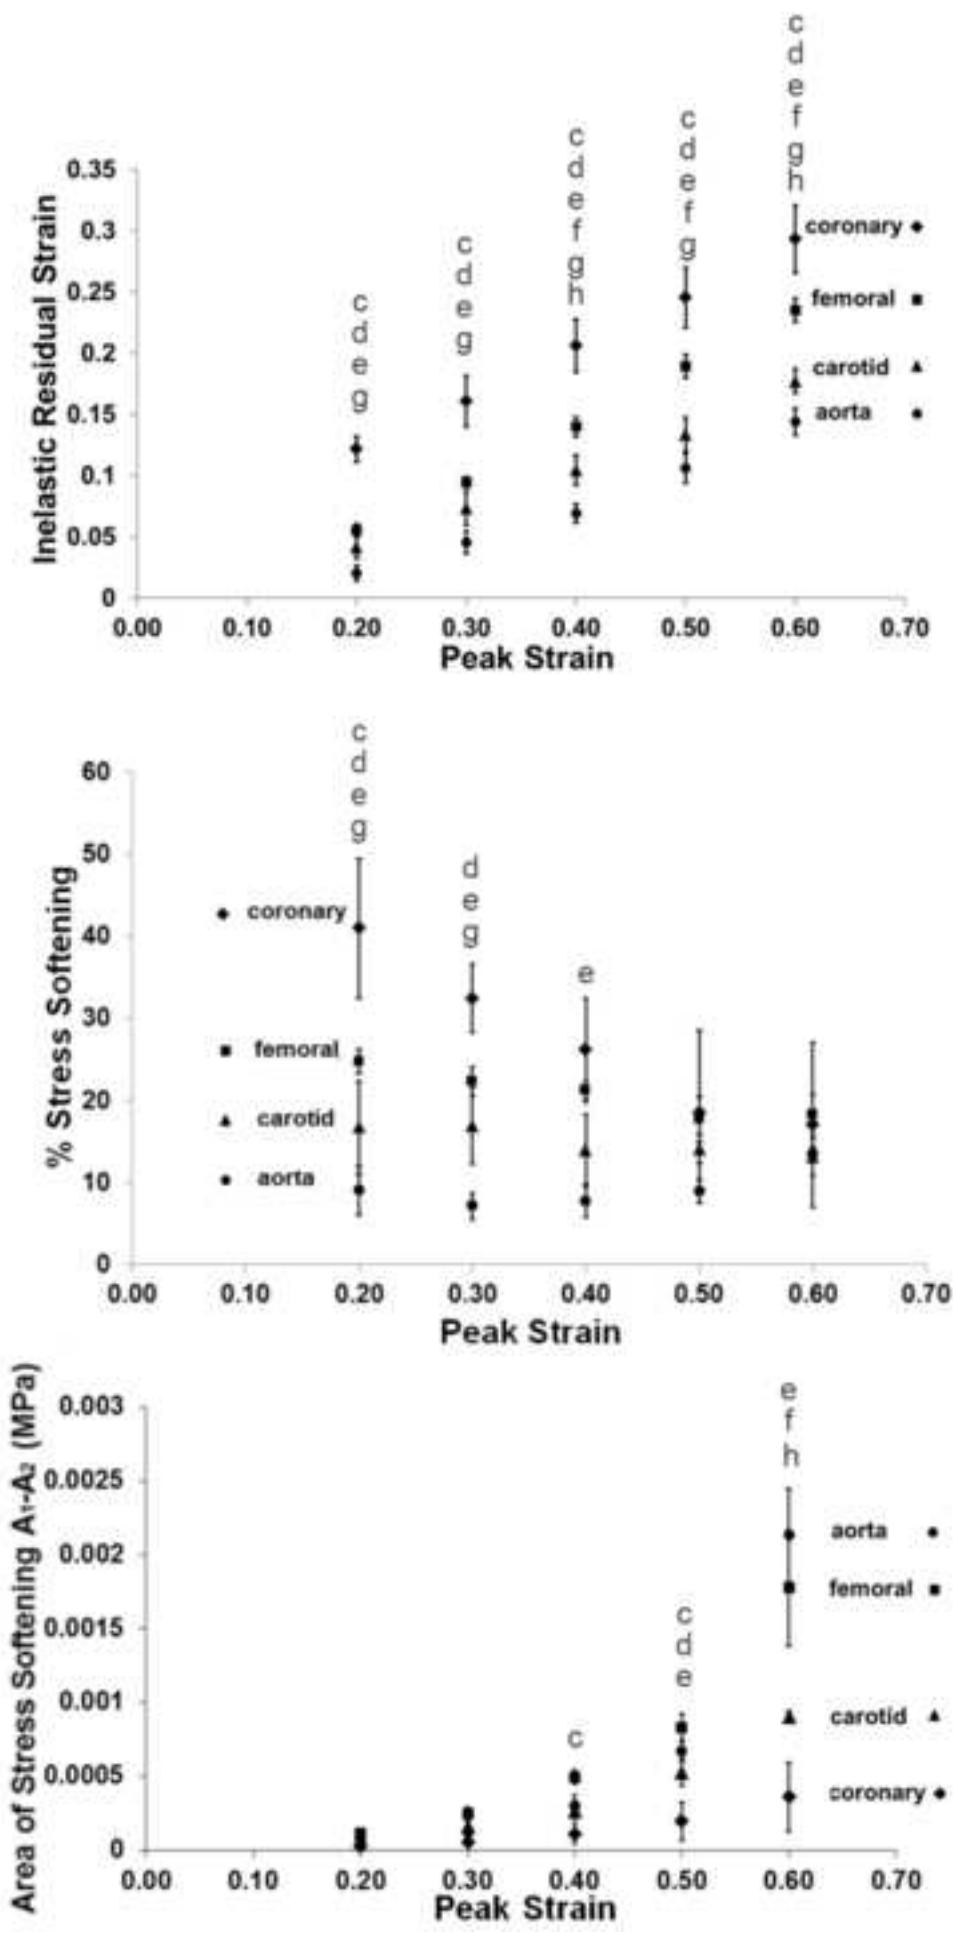 c
d
e
f
g
h
c
d
e
f
g
c
d
e
f
g
h
c
d
e
g
c
d
e
g
0.35
0.3
0.25
0.2
0.15
0.1
0.05
0
Inelastic Residual Strain
coronary
femoral
carotid
aorta
0.00 0.10 0.20 0.30 0.40 0.50 0.60 0.70
Peak Strain
c
d
e
g
d
e
g
e
60
50
40
30
20
10
0
% Stress Softening
coronary
femoral
carotid
aorta
0.00 0.10 0.20 0.30 0.40 0.50 0.60 0.70
Peak Strain
e
f
h
c
d
e
c
0.003
0.0025
0.002
0.0015
0.001
0.0005
0
Area of Stress Softening A₁-A₂ (MPa)
aorta
femoral
carotid
coronary
0.00 0.10 0.20 0.30 0.40 0.50 0.60 0.70
Peak Strain